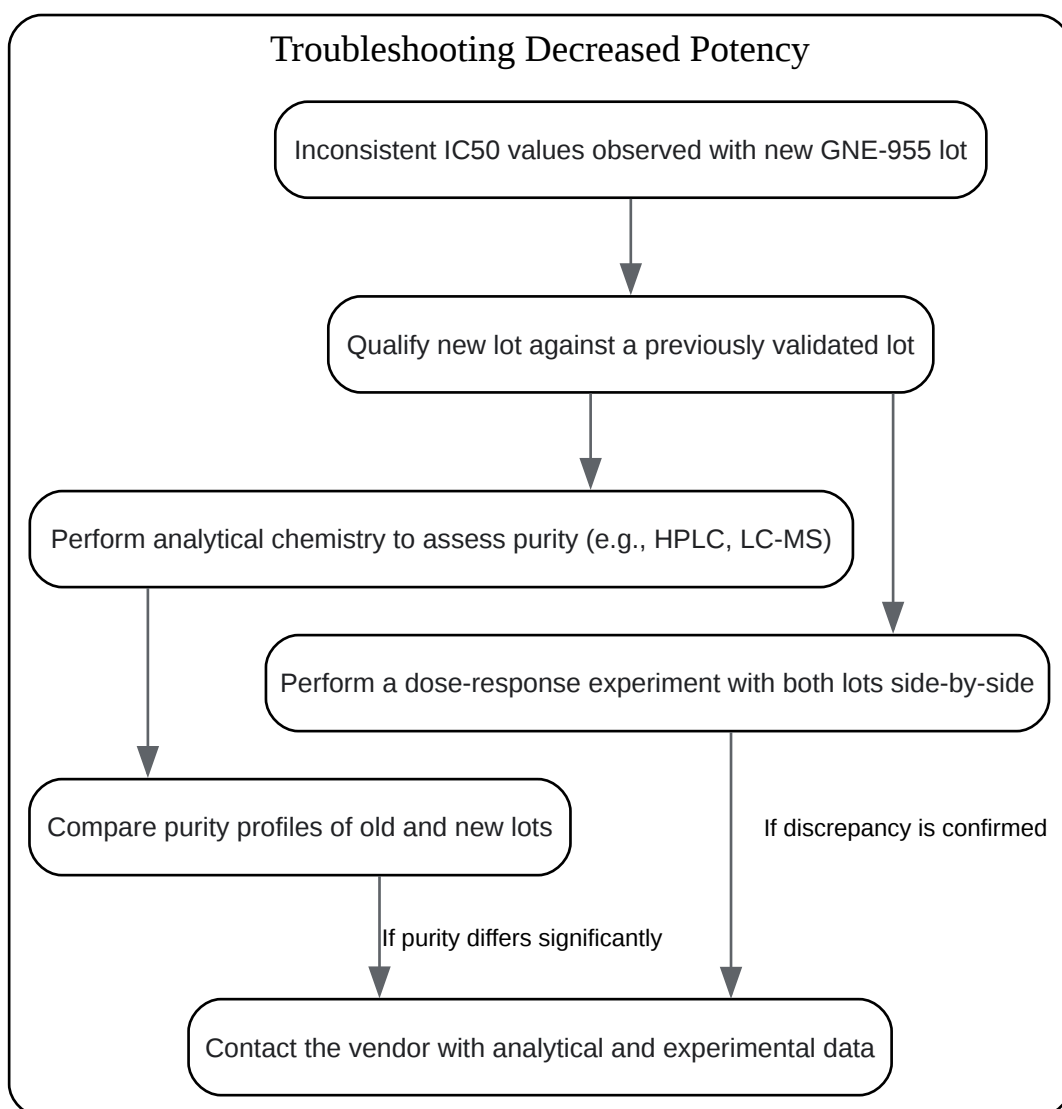 Troubleshooting Decreased Potency
Inconsistent IC50 values observed with new GNE-955 lot
Qualify new lot against a previously validated lot
Perform analytical chemistry to assess purity (e.g., HPLC, LC-MS)
Perform a dose-response experiment with both lots side-by-side
Compare purity profiles of old and new lots
If discrepancy is confirmed
If purity differs significantly
Contact the vendor with analytical and experimental data